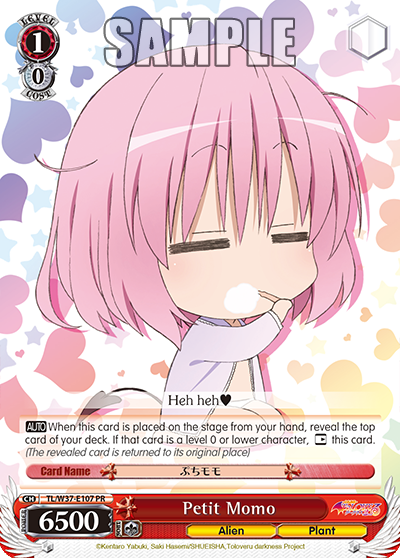 LEVEL
1
SAMPLE
0
COST
Heh heh♥
AUTO When this card is placed on the stage from your hand, reveal the top
card of your deck. If that card is a level 0 or lower character, this card.
(The revealed card is returned to its original place)
Card Name ぷちモモ
CH TL/W37-E107 PR
POWER 6500 SOUL Petit Momo
Alien Plant
©Kentaro Yabuki, Saki Hasemi/SHUEISHA,Toloveru darkness Project